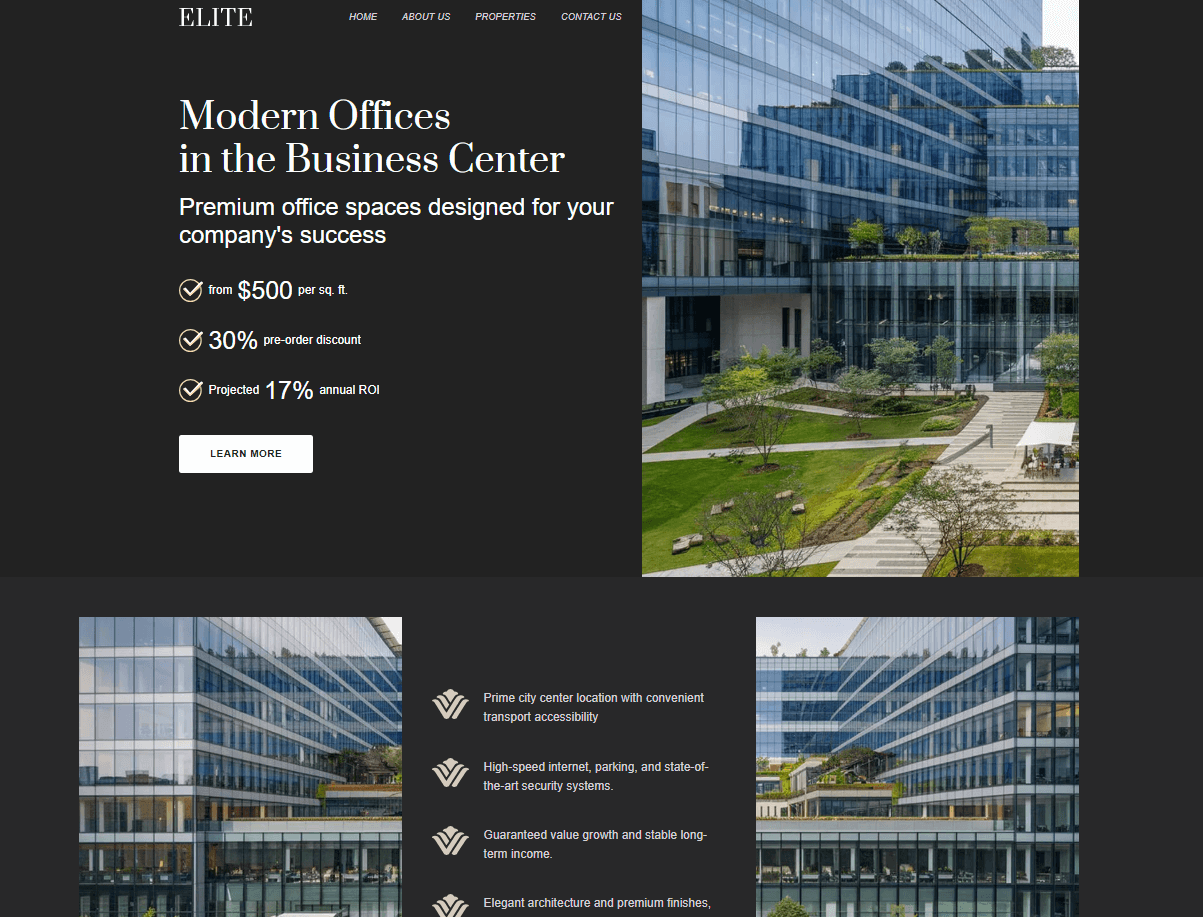 ELITE
HOME ABOUT US PROPERTIES CONTACT US
Modern Offices
in the Business Center
Premium office spaces designed for your
company's success
from $500 per sq. ft.
30% pre-order discount
Projected 17% annual ROI
LEARN MORE
Prime city center location with convenient
transport accessibility
High-speed internet, parking, and state-of-
the-art security systems.
Guaranteed value growth and stable long-
term income.
Elegant architecture and premium finishes,